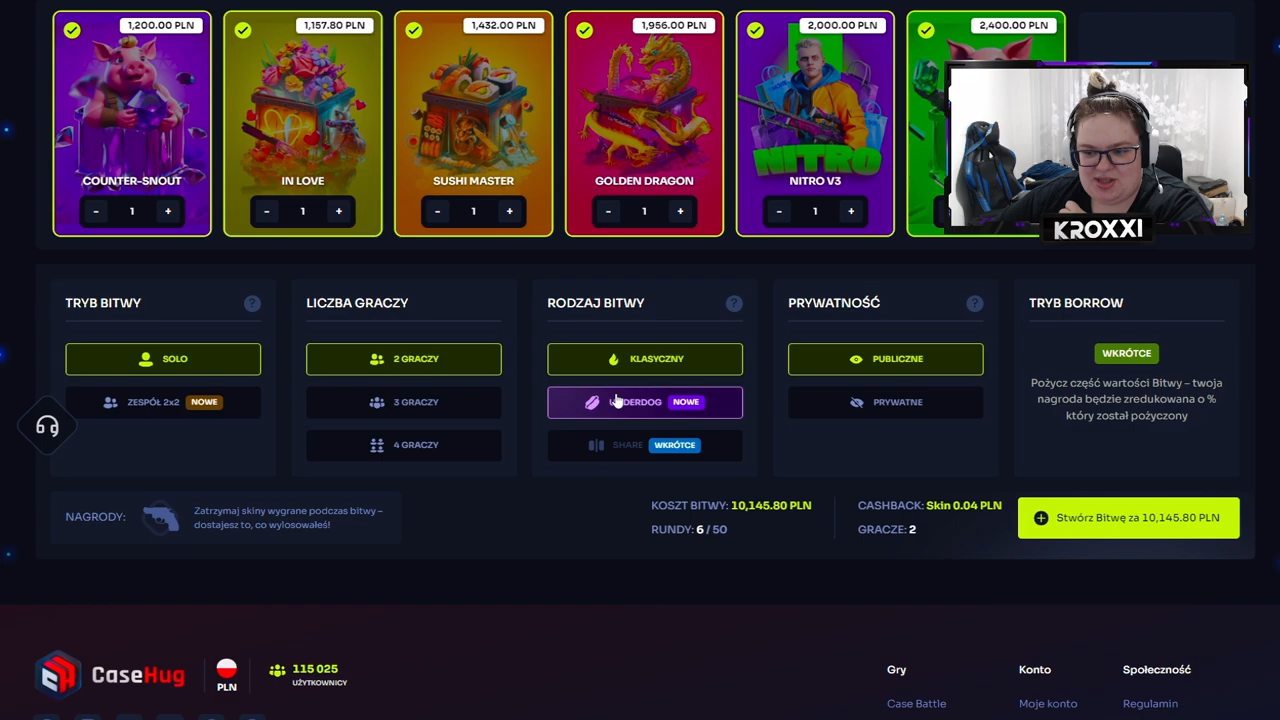 1,200.00 PLN
1,157.80 PLN
1,432.00 PLN
1,956.00 PLN
2,000.00 PLN
2,400.00 PLN
NITRO
COUNTER-SNOUT
IN LOVE
SUSHI MASTER
GOLDEN DRAGON
NITRO V3
- 1 +
- 1 +
- 1 +
- 1 +
- 1 +
KROXXI
TRYB BITWY ?
SOLO
ZESPÓŁ 2x2 NOWE
LICZBA GRACZY
2 GRACZY
3 GRACZY
4 GRACZY
RODZAJ BITWY ?
KLASYCZNY
NOWE
SHARE WKRÓTCE
PRYWATNOŚĆ ?
PUBLICZNE
PRYWATNE
TRYB BORROW
WKRÓTCE
Pożycz część wartości Bitwy – twoja
nagroda będzie zredukowana o %
który został pożyczony
NAGRODY:
Zatrzymaj skiny wygrane podczas bitwy –
dostajesz to, co wylosowałeś!
KOSZT BITWY: 10,145.80 PLN
RUNDY: 6 / 50
CASHBACK: Skin 0.04 PLN
GRACZE: 2
Stwórz Bitwę za 10,145.80 PLN
CaseHug
PLN
115 025
UŻYTKOWNICY
Gry
Case Battle
Konto
Moje konto
Społeczność
Regulamin